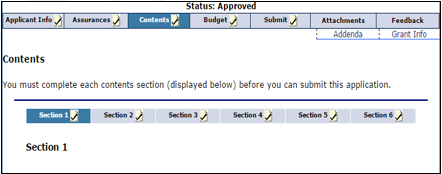 Status: Approved
Applicant Info Assurances Contents Budget Submit Attachments Feedback
Addenda Grant Info
Contents
You must complete each contents section (displayed below) before you can submit this application.
Section 1 Section 2 Section 3 Section 4 Section 5 Section 6
Section 1